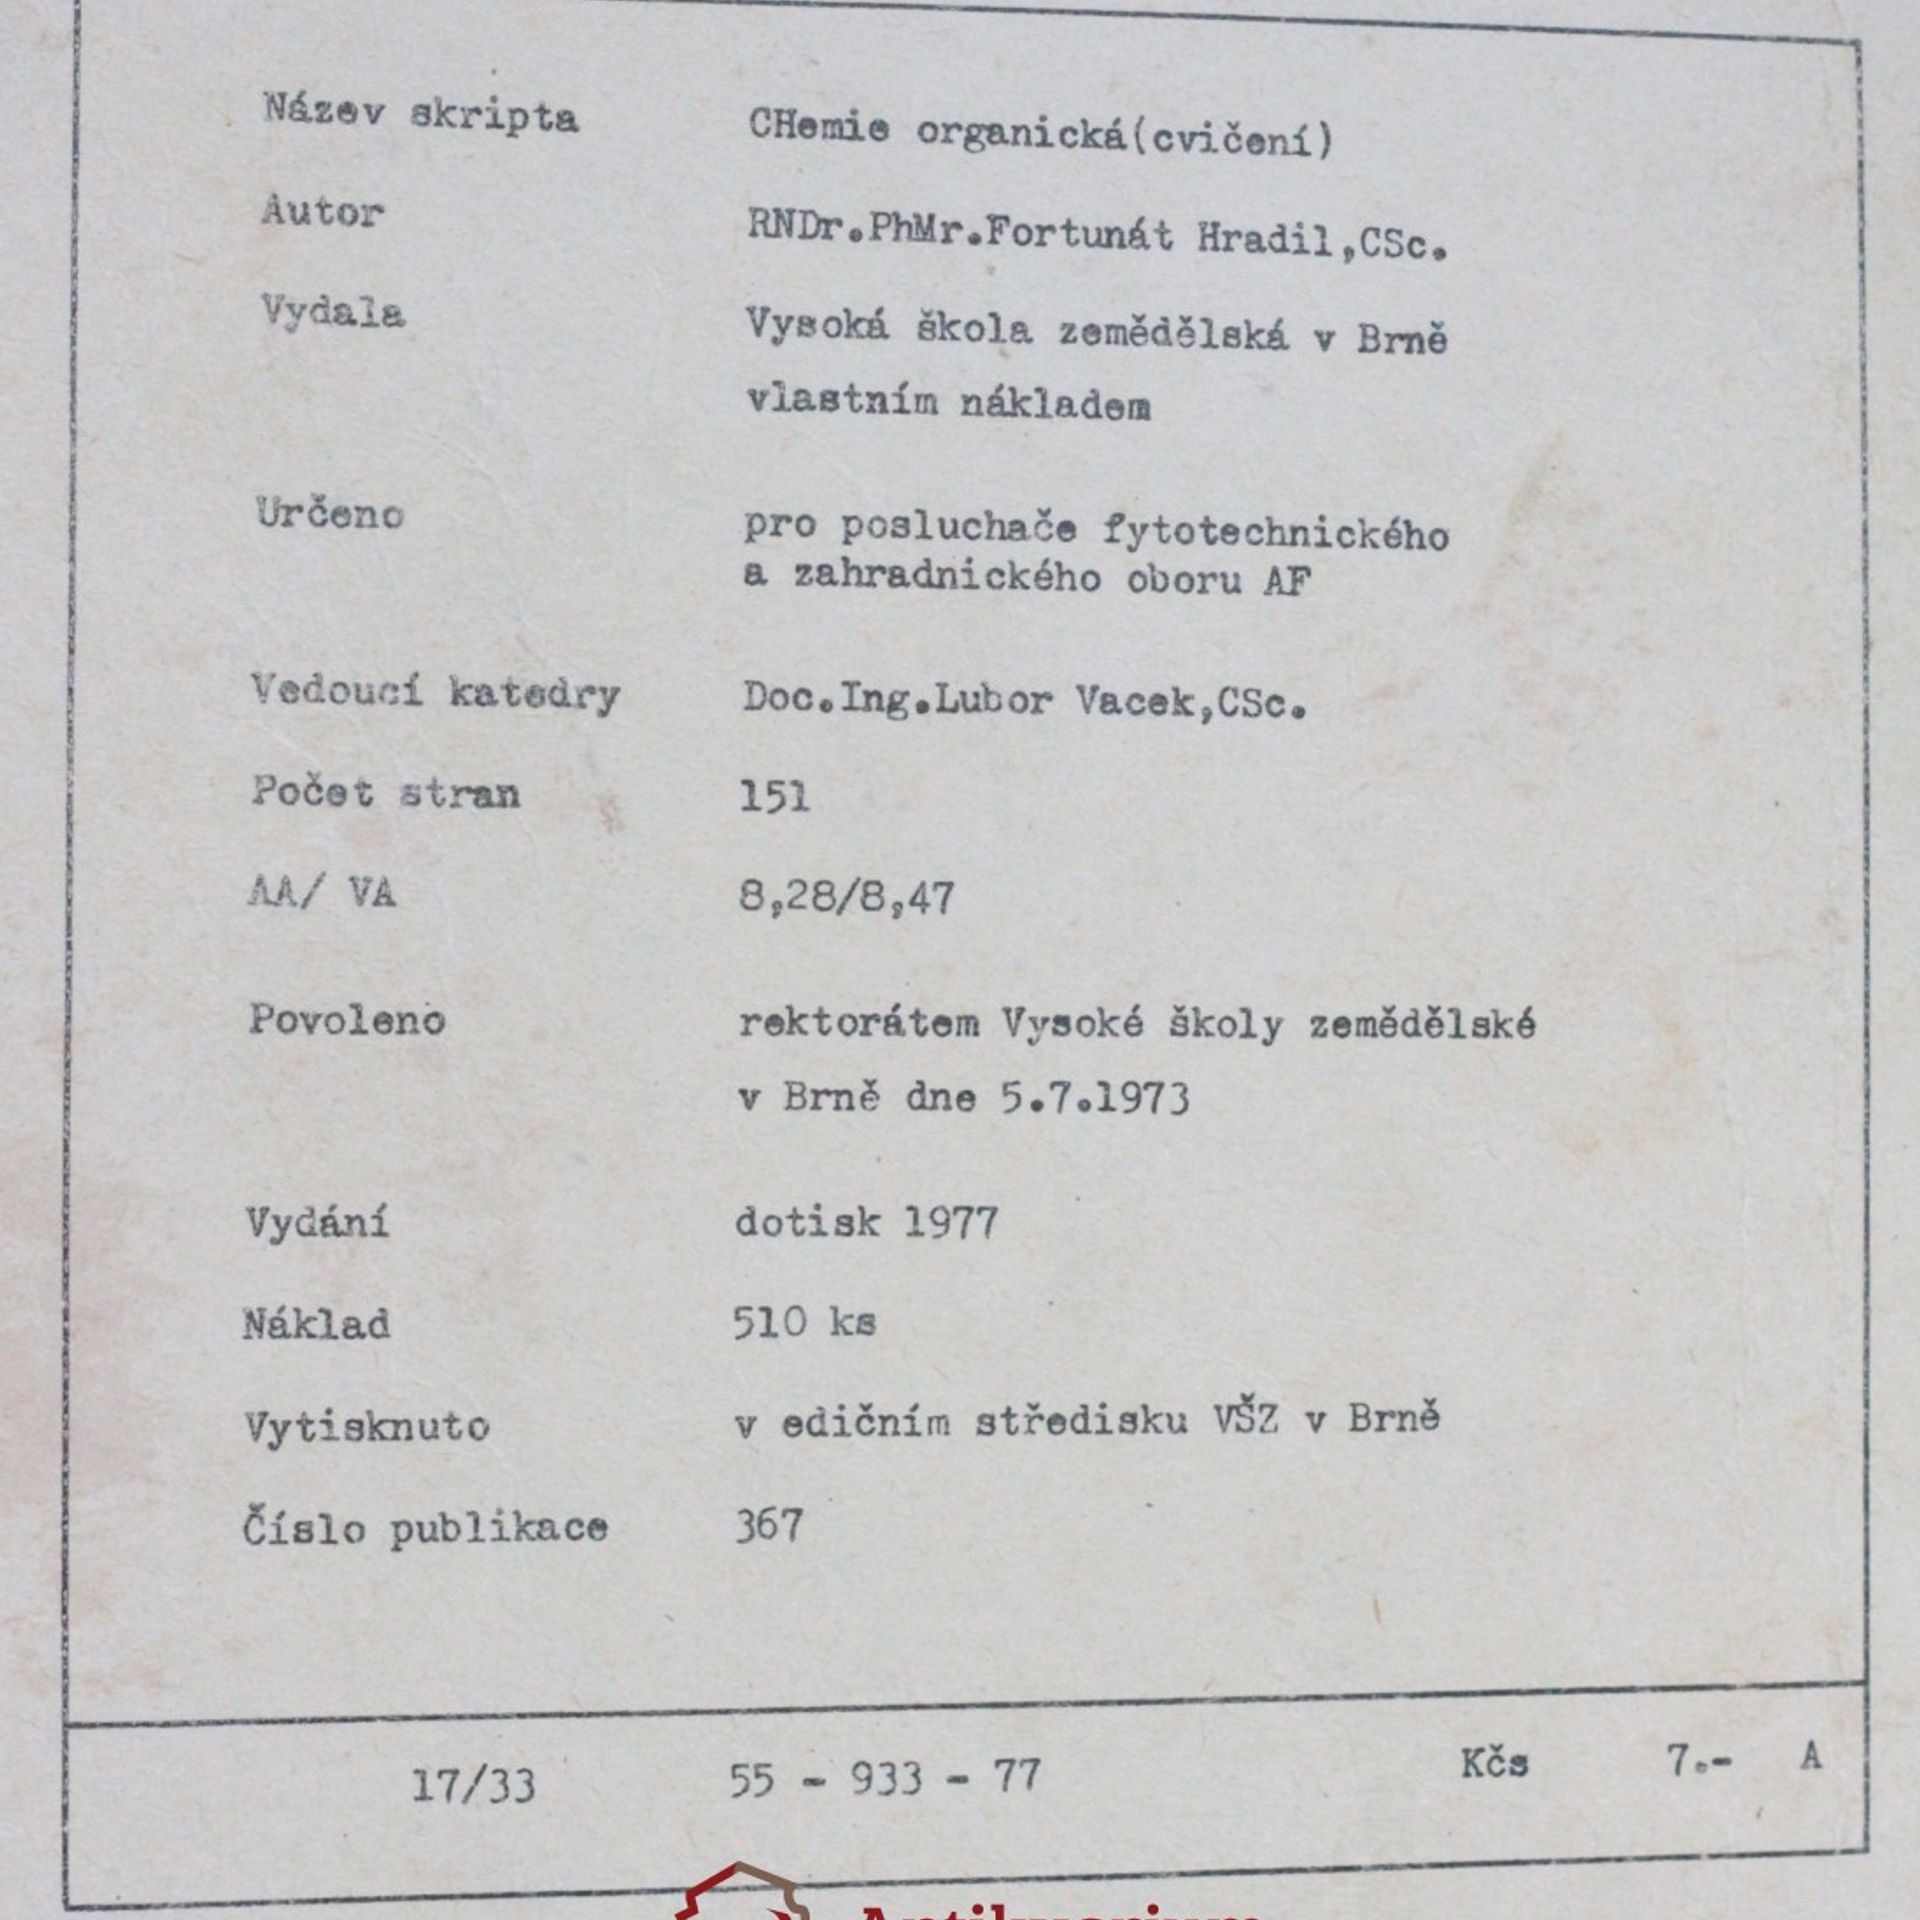 Název skripta CHemie organická(cvičení)
Autor RNDr.PhMr.Fortunát Hradil,CSc.
Vydala Vysoká škola zemědělská v Brně
vlastním nákladem
Určeno pro posluchače fytotechnického
a zahradnického oboru AF
Vedoucí katedry Doc.Ing.Lubor Vacek,CSc.
Počet stran 151
AA/ VA 8,28/8,47
Povoleno rektorátem Vysoké školy zemědělské
v Brně dne 5.7.1973
Vydání dotisk 1977
Náklad 510 ks
Vytisknuto v edičním středisku VŠZ v Brně
Číslo publikace 367
17/33 55 - 933 - 77 Kčs 7.- A